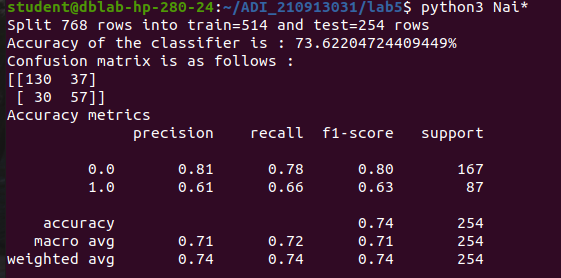 student@dblab-hp-280-24:~/ADI_210913031/lab5$ python3 Nai*
Split 768 rows into train=514 and test=254 rows
Accuracy of the classifier is : 73.62204724409449%
Confusion matrix is as follows :
[[130  37]
 [ 30  57]]
Accuracy metrics
              precision    recall  f1-score   support

         0.0       0.81      0.78      0.80       167
         1.0       0.61      0.66      0.63        87

    accuracy                           0.74       254
   macro avg       0.71      0.72      0.71       254
weighted avg       0.74      0.74      0.74       254